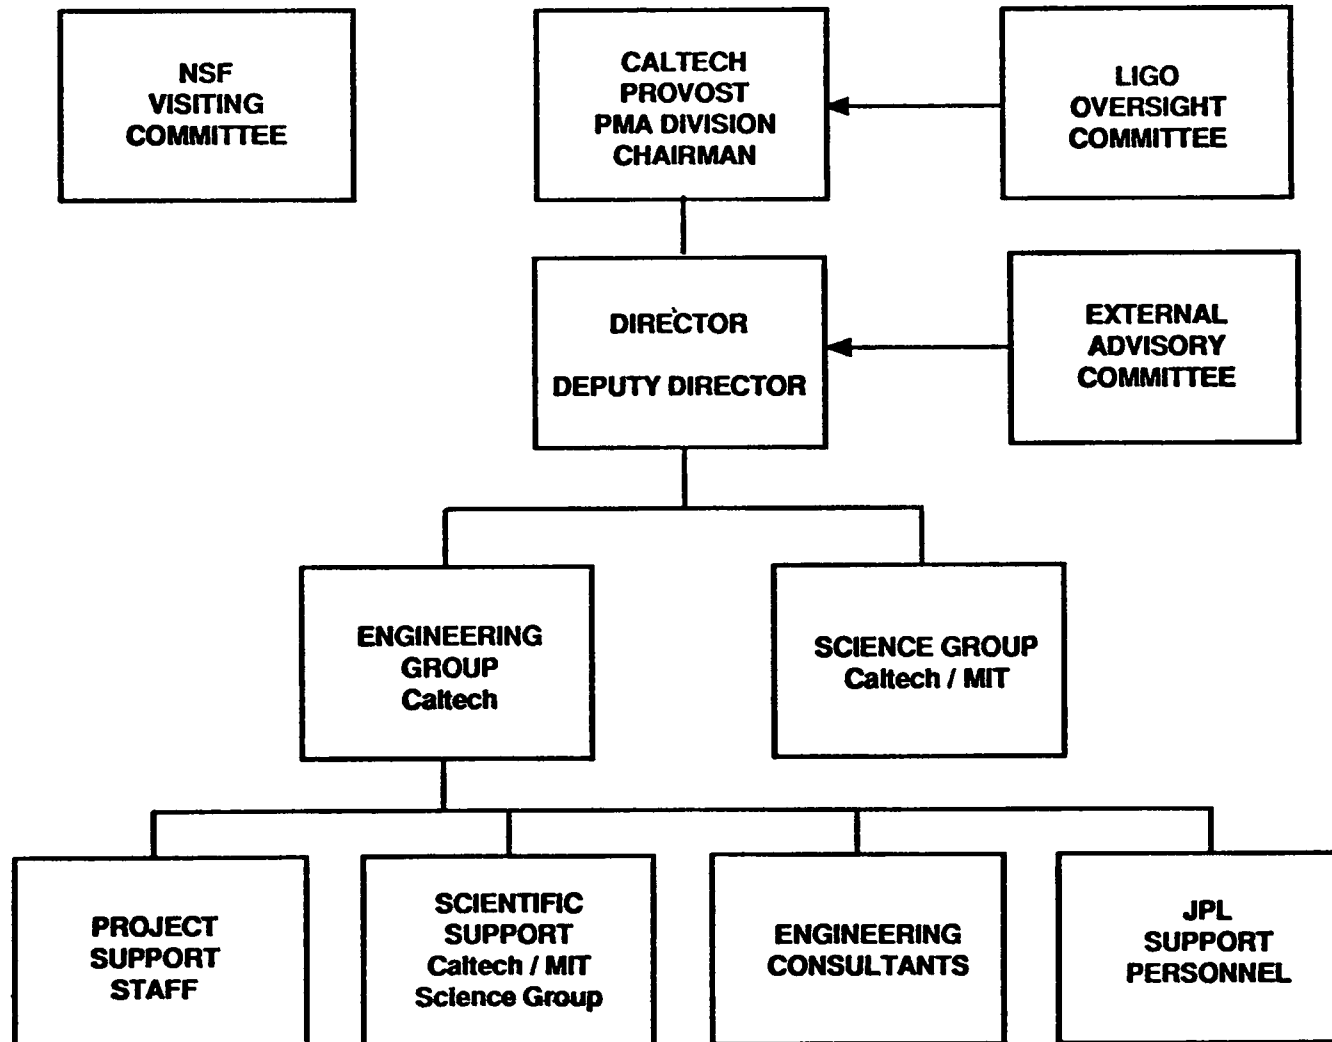 NSF
VISITING
COMMITTEE
CALTECH
PROVOST
PMA DIVISION
CHAIRMAN
LIGO
OVERSIGHT
COMMITTEE
DIRECTOR
DEPUTY DIRECTOR
EXTERNAL
ADVISORY
COMMITTEE
ENGINEERING
GROUP
Caltech
SCIENCE GROUP
Caltech / MIT
PROJECT
SUPPORT
STAFF
SCIENTIFIC
SUPPORT
Caltech / MIT
Science Group
ENGINEERING
CONSULTANTS
JPL
SUPPORT
PERSONNEL